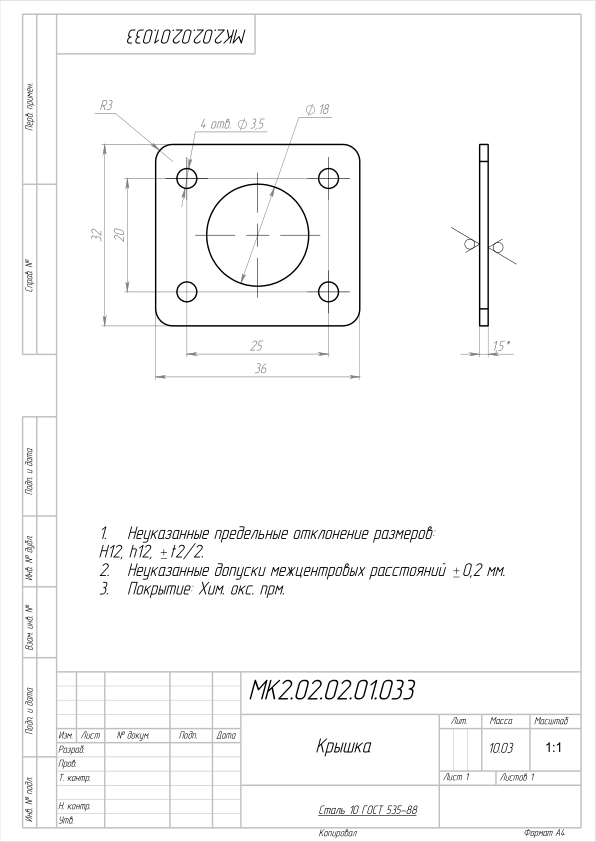 МК2.02.02.01.033
Перв. примен.
Справ. №
Подп. и дата
Инв. № дубл.
Взам. инв. №
Подп. и дата
Инв. № подл.
R3
4 отв. ϕ 3,5
ϕ 18
32
20
25
36
1,5*
1. Неуказанные предельные отклонение размеров:
H12, h12, ±t2/2.
2. Неуказанные допуски межцентровых расстояний ±0,2 мм.
3. Покрытие: Хим. окс. прм.
МК2.02.02.01.033
Изм. Лист № докум. Подп. Дата
Разраб.
Пров.
Т. контр.
Н. контр.
Утв.
Крышка
Лит. Масса Масштаб
10.03 1:1
Лист 1 Листов 1
Сталь 10 ГОСТ 535-88
Копировал Формат А4